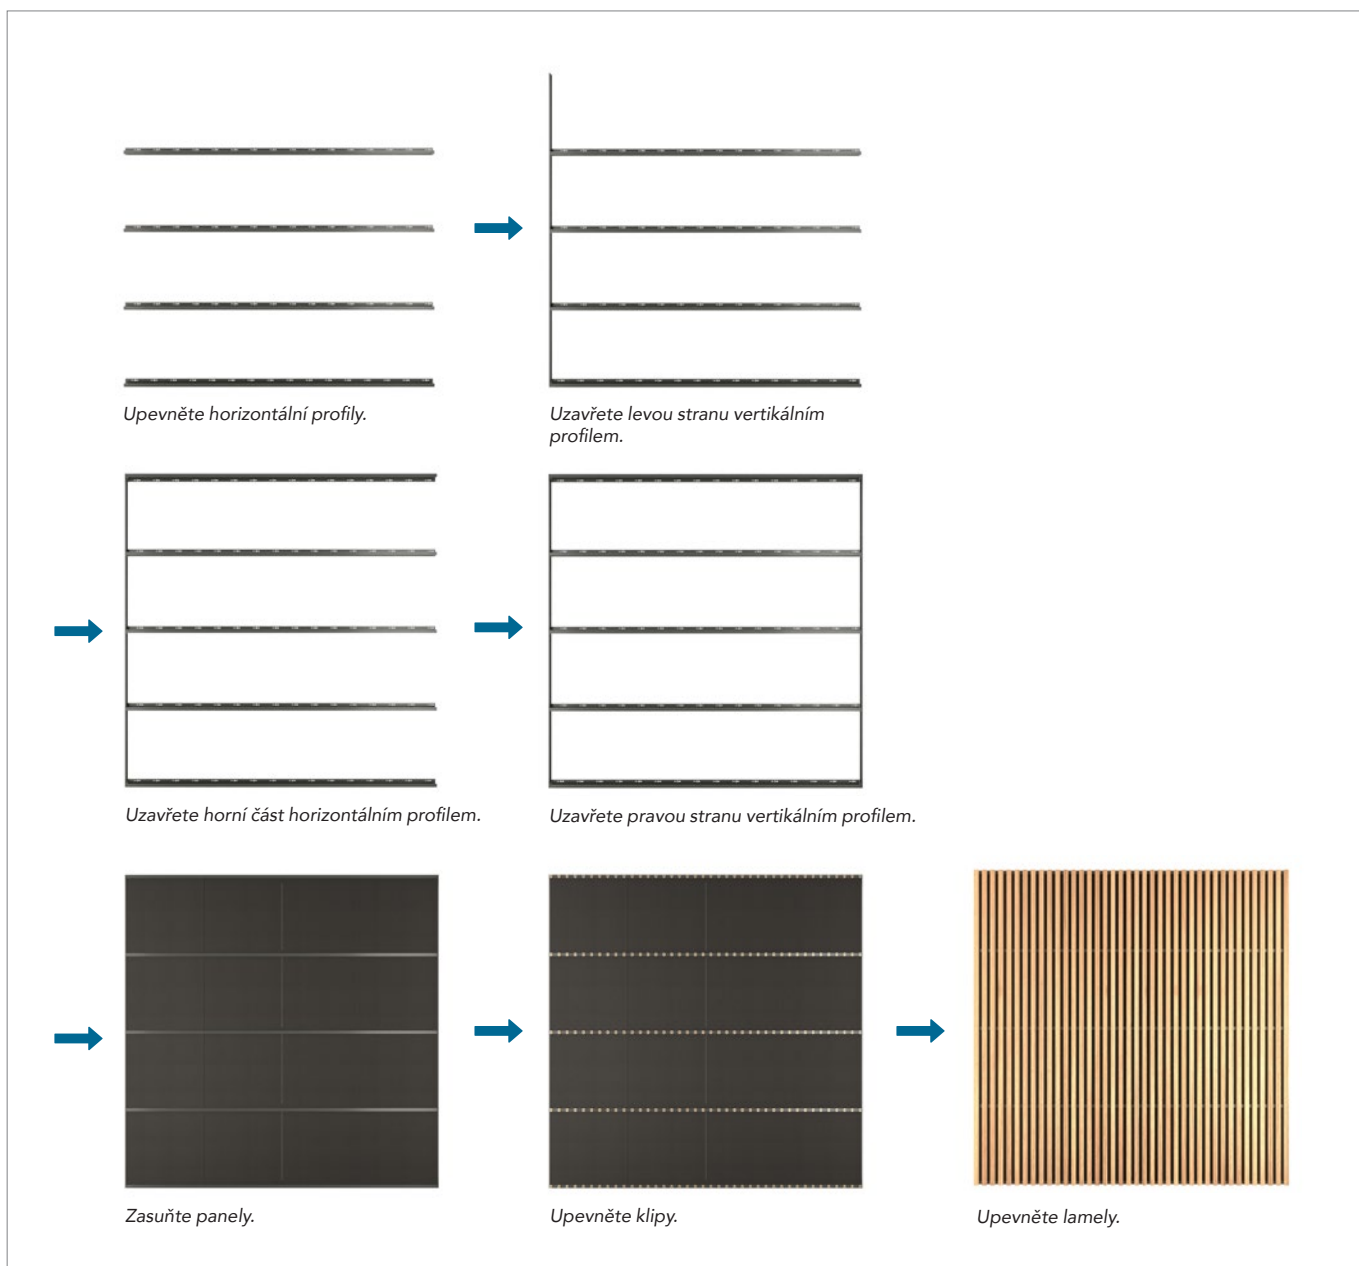 Upevněte horizontální profily.
Uzavřete levou stranu vertikálním
profilem.
Uzavřete horní část horizontálním profilem.
Uzavřete pravou stranu vertikálním profilem.
Zasuňte panely.
Upevněte klipy.
Upevněte lamely.